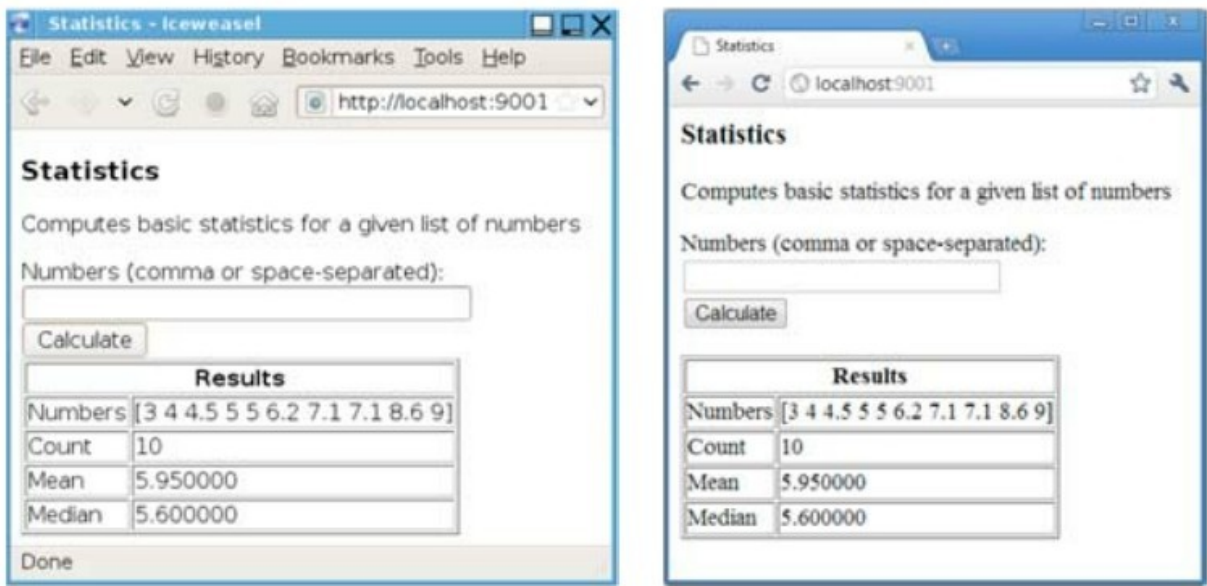 Statistics - Iceweasel
File Edit View History Bookmarks Tools Help
http://localhost:9001
Statistics
Computes basic statistics for a given list of numbers
Numbers (comma or space-separated):
Calculate
Results
Numbers [3 4 4.5 5 5 6.2 7.1 7.1 8.6 9]
Count 10
Mean 5.950000
Median 5.600000
Done
Statistics
localhost:9001
Statistics
Computes basic statistics for a given list of numbers
Numbers (comma or space-separated):
Calculate
Results
Numbers [3 4 4.5 5 5 6.2 7.1 7.1 8.6 9]
Count 10
Mean 5.950000
Median 5.600000